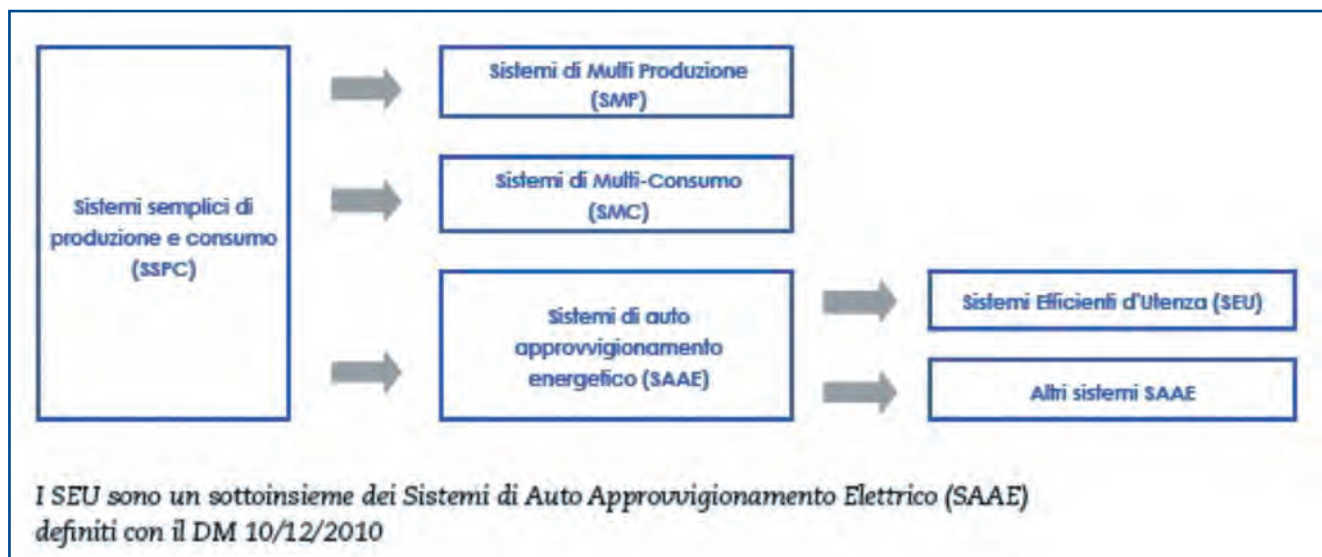 Sistemi semplici di
produzione e consumo
(SSPC)
Sistemi di Multi Produzione
(SMP)
Sistemi di Multi-Consumo
(SMC)
Sistemi di auto
approvvigionamento
energetico (SAAE)
Sistemi Efficienti d'Utenza (SEU)
Altri sistemi SAAE
I SEU sono un sottoinsieme dei Sistemi di Auto Approvvigionamento Elettrico (SAAE)
definiti con il DM 10/12/2010